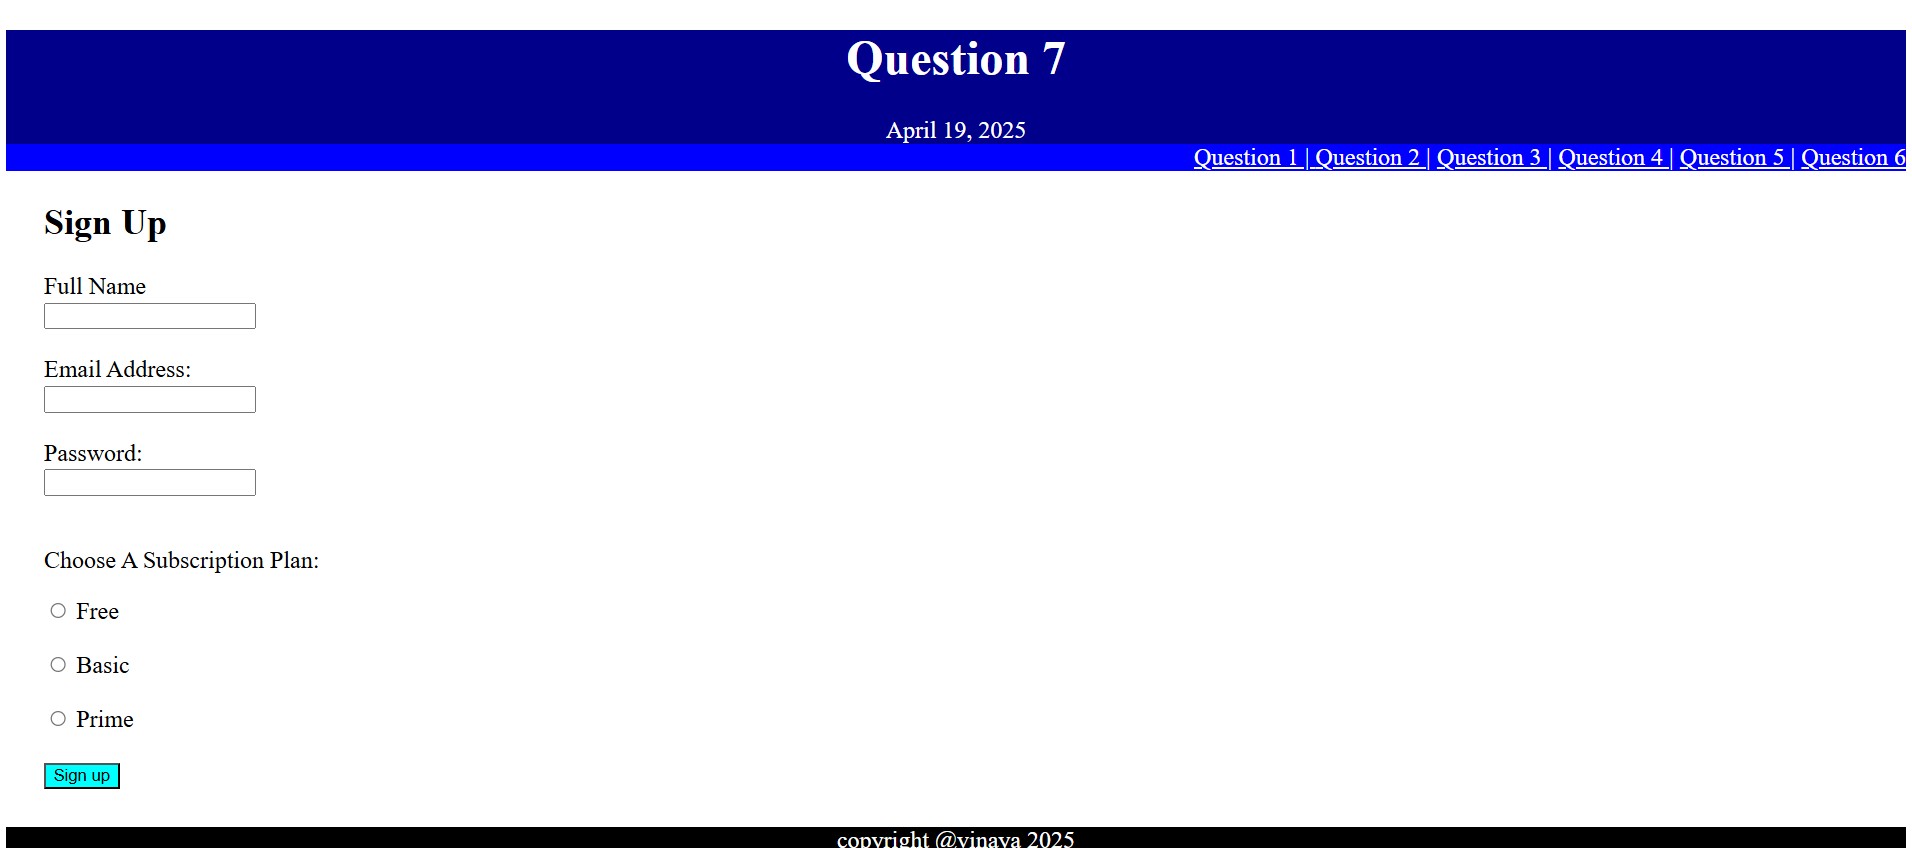 Question 7
April 19, 2025
Question 1 | Question 2 | Question 3 | Question 4 | Question 5 | Question 6
Sign Up
Full Name
Email Address:
Password:
Choose A Subscription Plan:
Free
Basic
Prime
Sign up
copyright @vinaya 2025